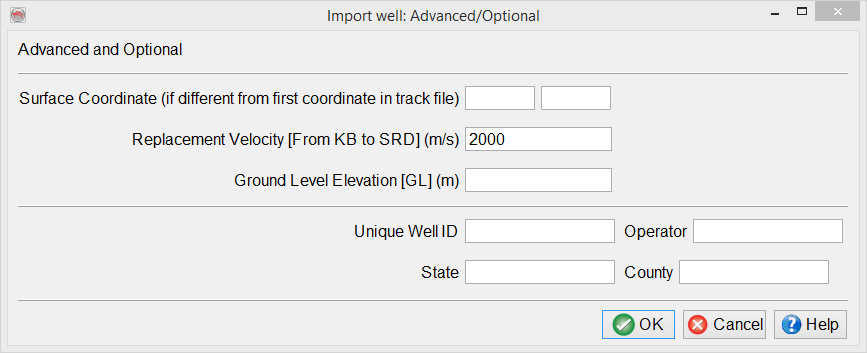 Import well: Advanced/Optional
Advanced and Optional
Surface Coordinate (if different from first coordinate in track file)
Replacement Velocity [From KB to SRD] (m/s) 2000
Ground Level Elevation [GL] (m)
Unique Well ID Operator
State County
OK Cancel Help